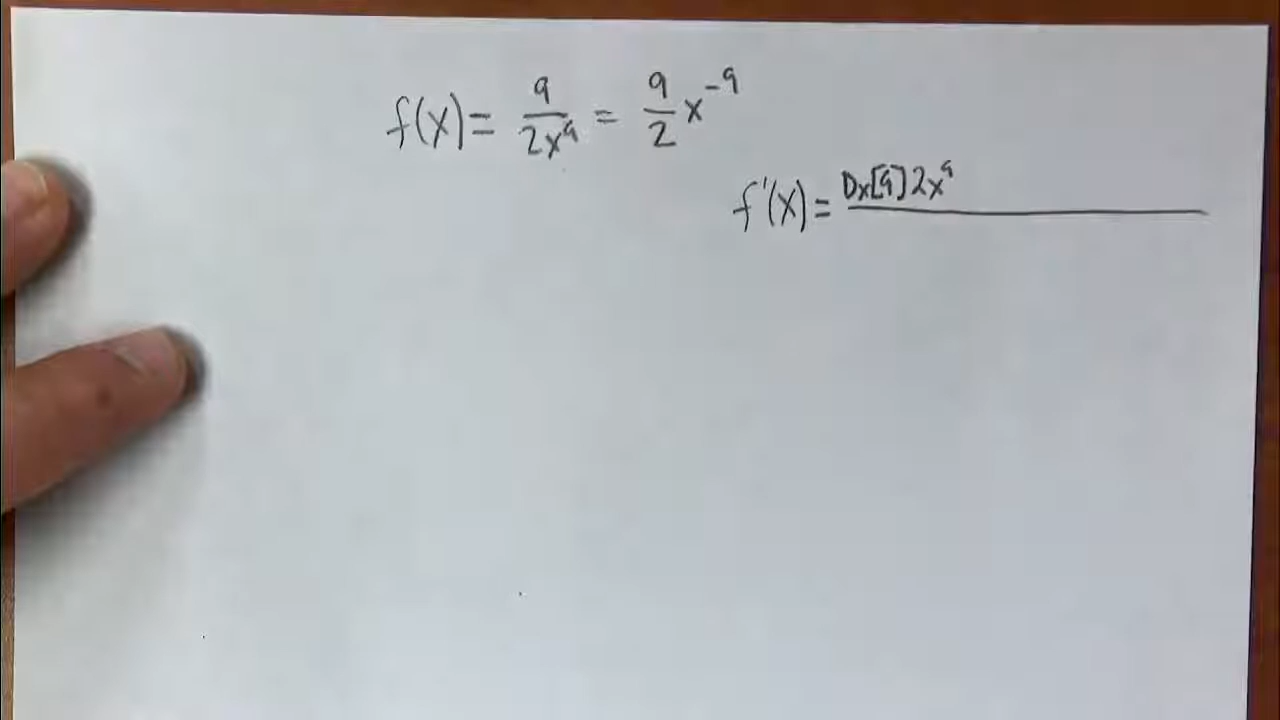 f(x) = 9/2x^9 = 9/2 x^-9
f'(x) = Dx[9] 2x^9